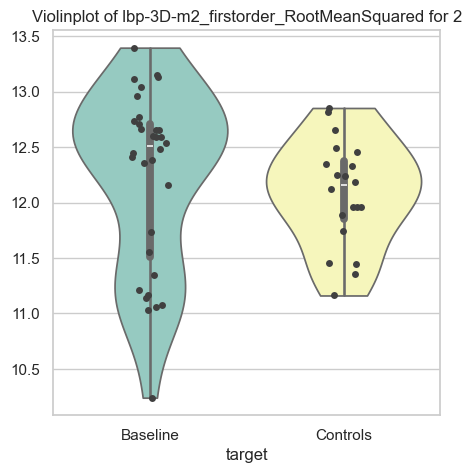 Violinplot of lbp-3D-m2_firstorder_RootMeanSquared for 2
13.5
13.0
12.5
12.0
11.5
11.0
10.5
Baseline Controls
target